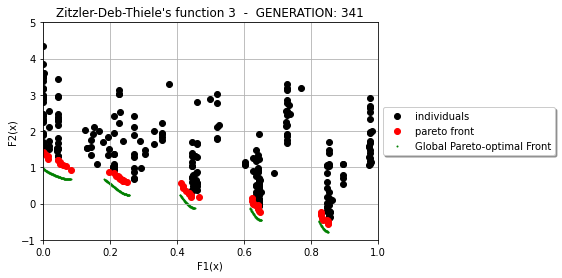 Zitzler-Deb-Thiele's function 3 - GENERATION: 341
5
4
3
2
1
0
−1
F2(x)
0.0 0.2 0.4 0.6 0.8 1.0
F1(x)
individuals
pareto front
Global Pareto-optimal Front